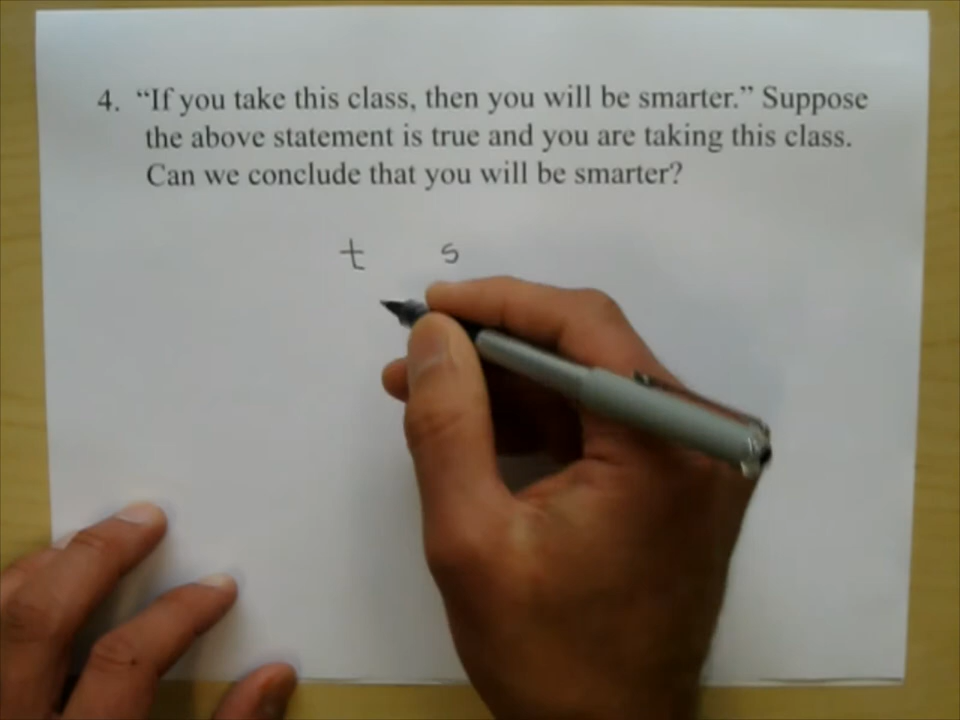 4. “If you take this class, then you will be smarter.” Suppose
the above statement is true and you are taking this class.
Can we conclude that you will be smarter?
t s